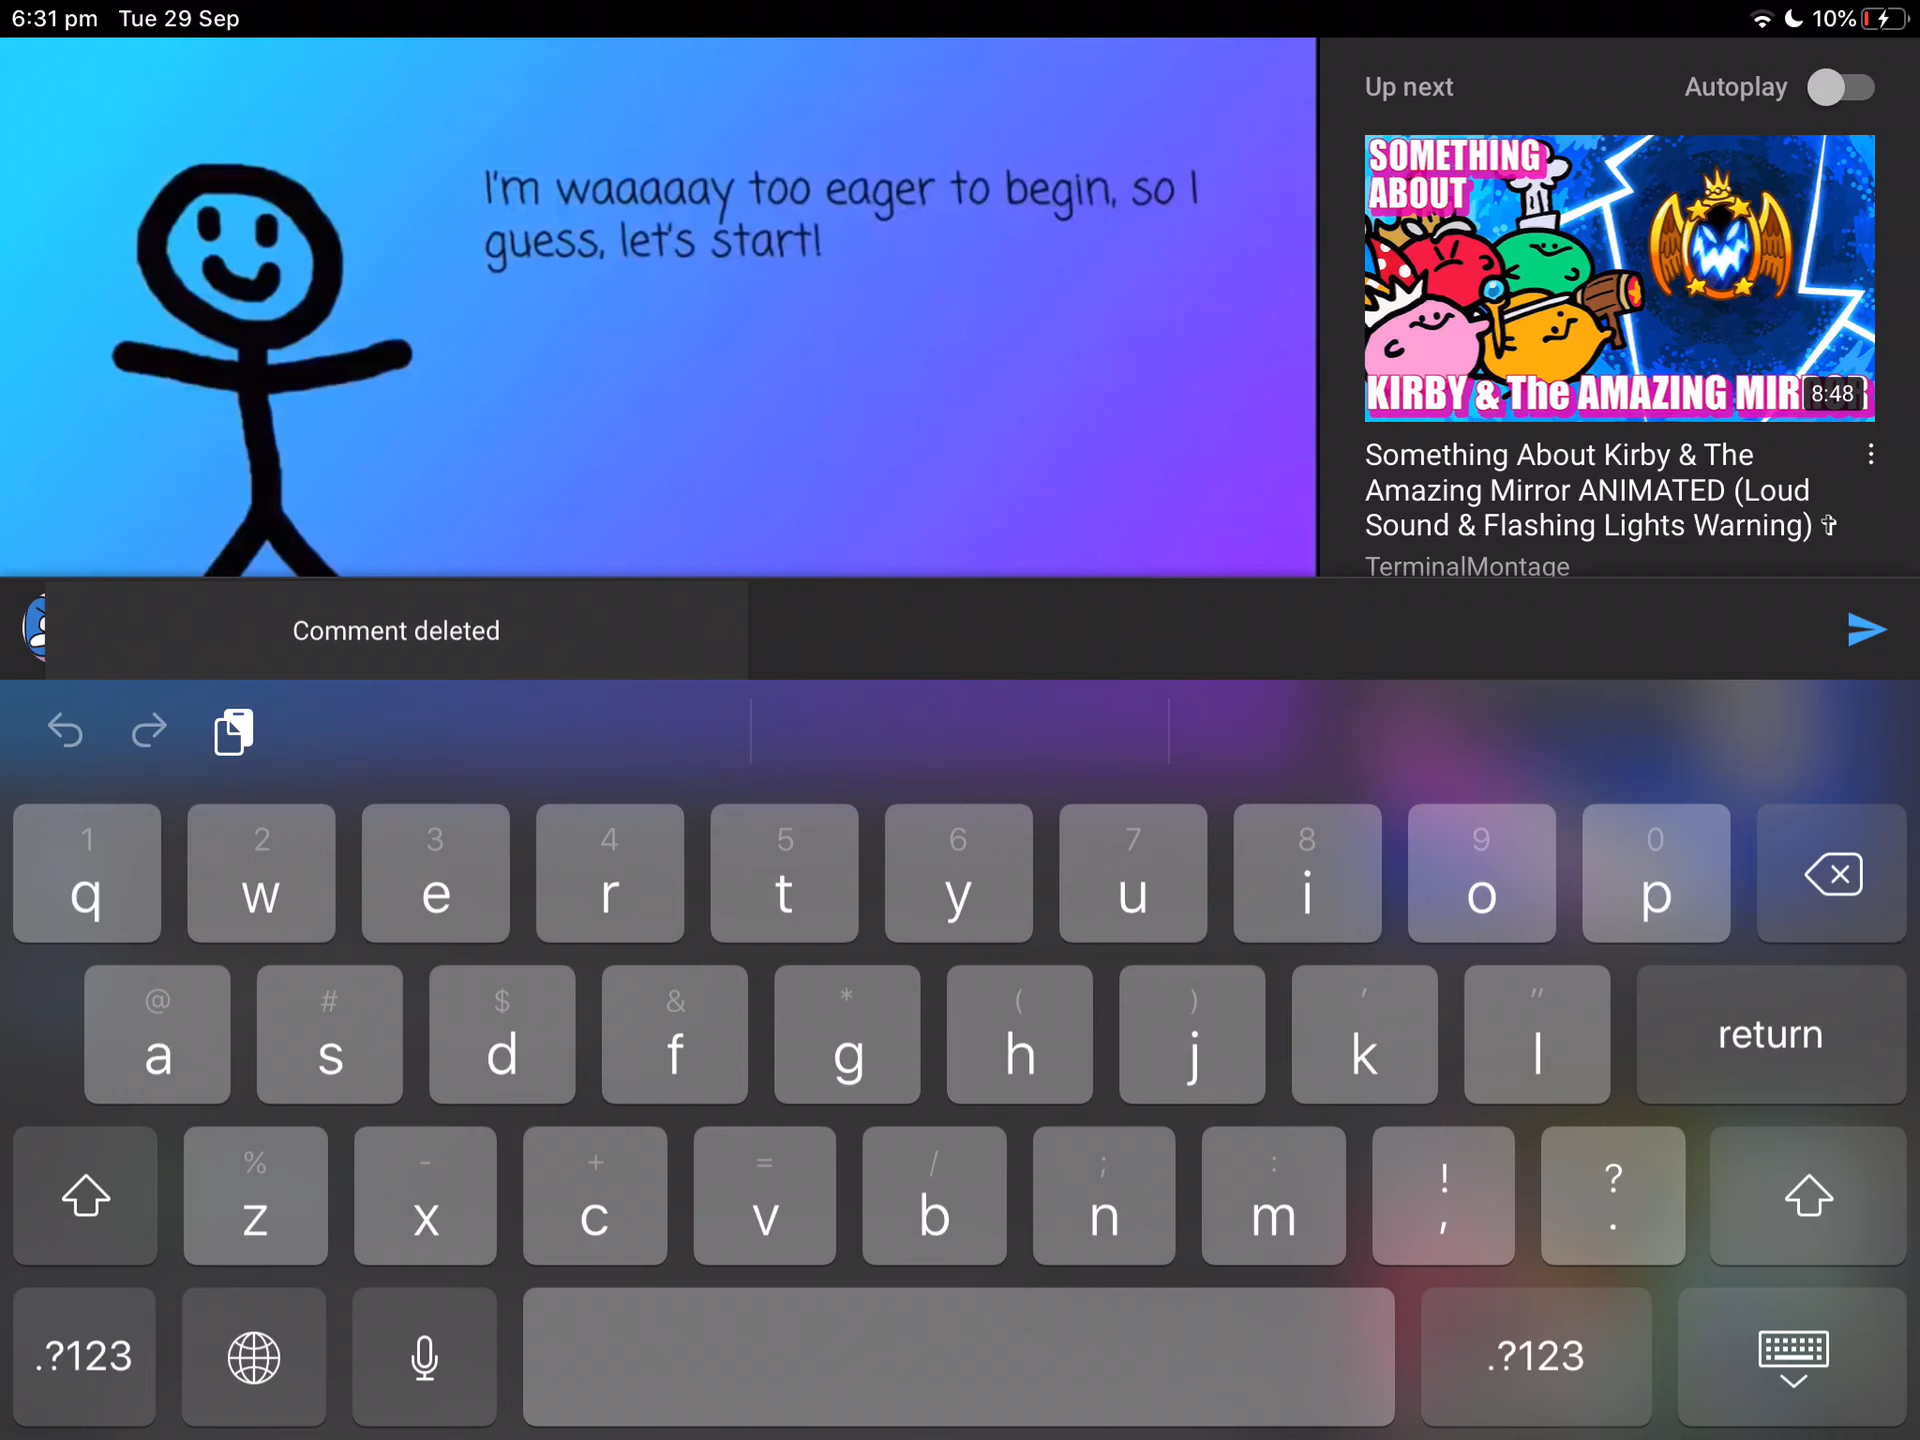 6:31 pm Tue 29 Sep
10%
I'm waaaaay too eager to begin, so I
guess, let's start!
Up next
Autoplay
SOMETHING
ABOUT
KIRBY & The AMAZING MIR
8:48
Something About Kirby & The
Amazing Mirror ANIMATED (Loud
Sound & Flashing Lights Warning) ✞
TerminalMontage
Comment deleted
1 2 3 4 5 6 7 8 9 0
q w e r t y u i o p
@ # $ & * ( ) ' "
a s d f g h j k l return
% - + = / ; : ! ?
z x c v b n m , .
.?123 .?123